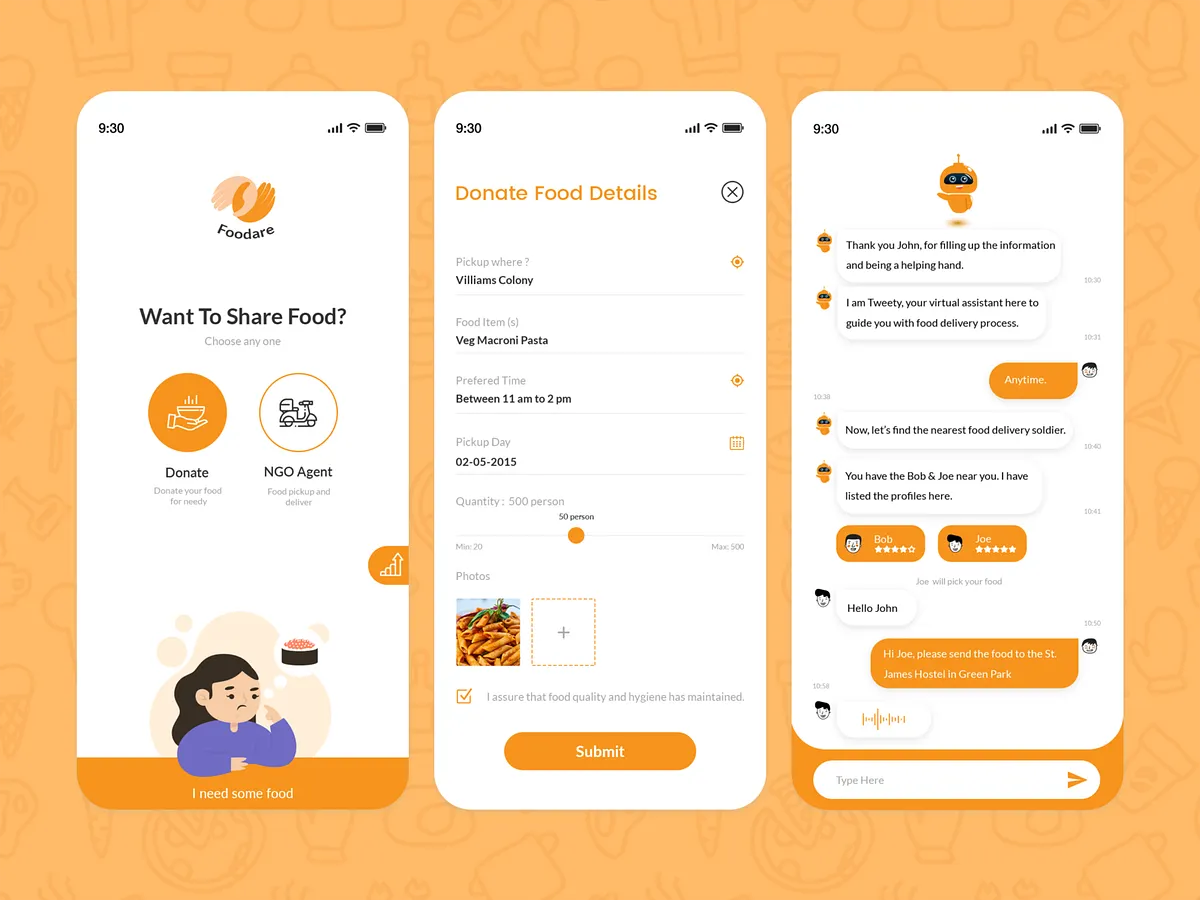 9:30
Foodare
Want To Share Food?
Choose any one
Donate
Donate your food
for needy
NGO Agent
Food pickup and
deliver
I need some food
9:30
Donate Food Details
Pickup where ?
Villiams Colony
Food Item (s)
Veg Macroni Pasta
Prefered Time
Between 11 am to 2 pm
Pickup Day
02-05-2015
Quantity : 500 person
50 person
Min: 20
Max: 500
Photos
I assure that food quality and hygiene has maintained.
Submit
9:30
Thank you John, for filling up the information
and being a helping hand.
10:30
I am Tweety, your virtual assistant here to
guide you with food delivery process.
10:31
Anytime.
10:38
Now, let's find the nearest food delivery soldier.
10:40
You have the Bob & Joe near you. I have
listed the profiles here.
10:41
Bob
Joe
Joe will pick your food
Hello John
10:50
Hi Joe, please send the food to the St.
James Hostel in Green Park
10:58
Type Here